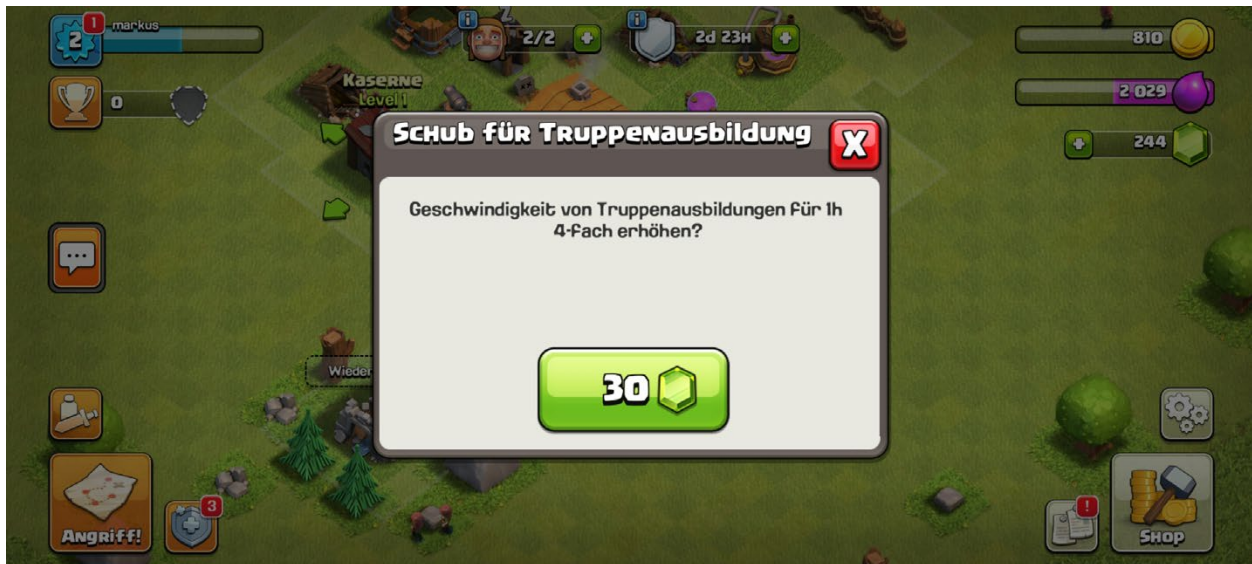 1
markus
2
2/2
2d 23h
810
Kaserne
Level 1
0
2 029
244
Schub für Truppenausbildung
X
Geschwindigkeit von Truppenausbildungen für 1h
4-fach erhöhen?
30
Wieder
3
Angriff!
!
Shop